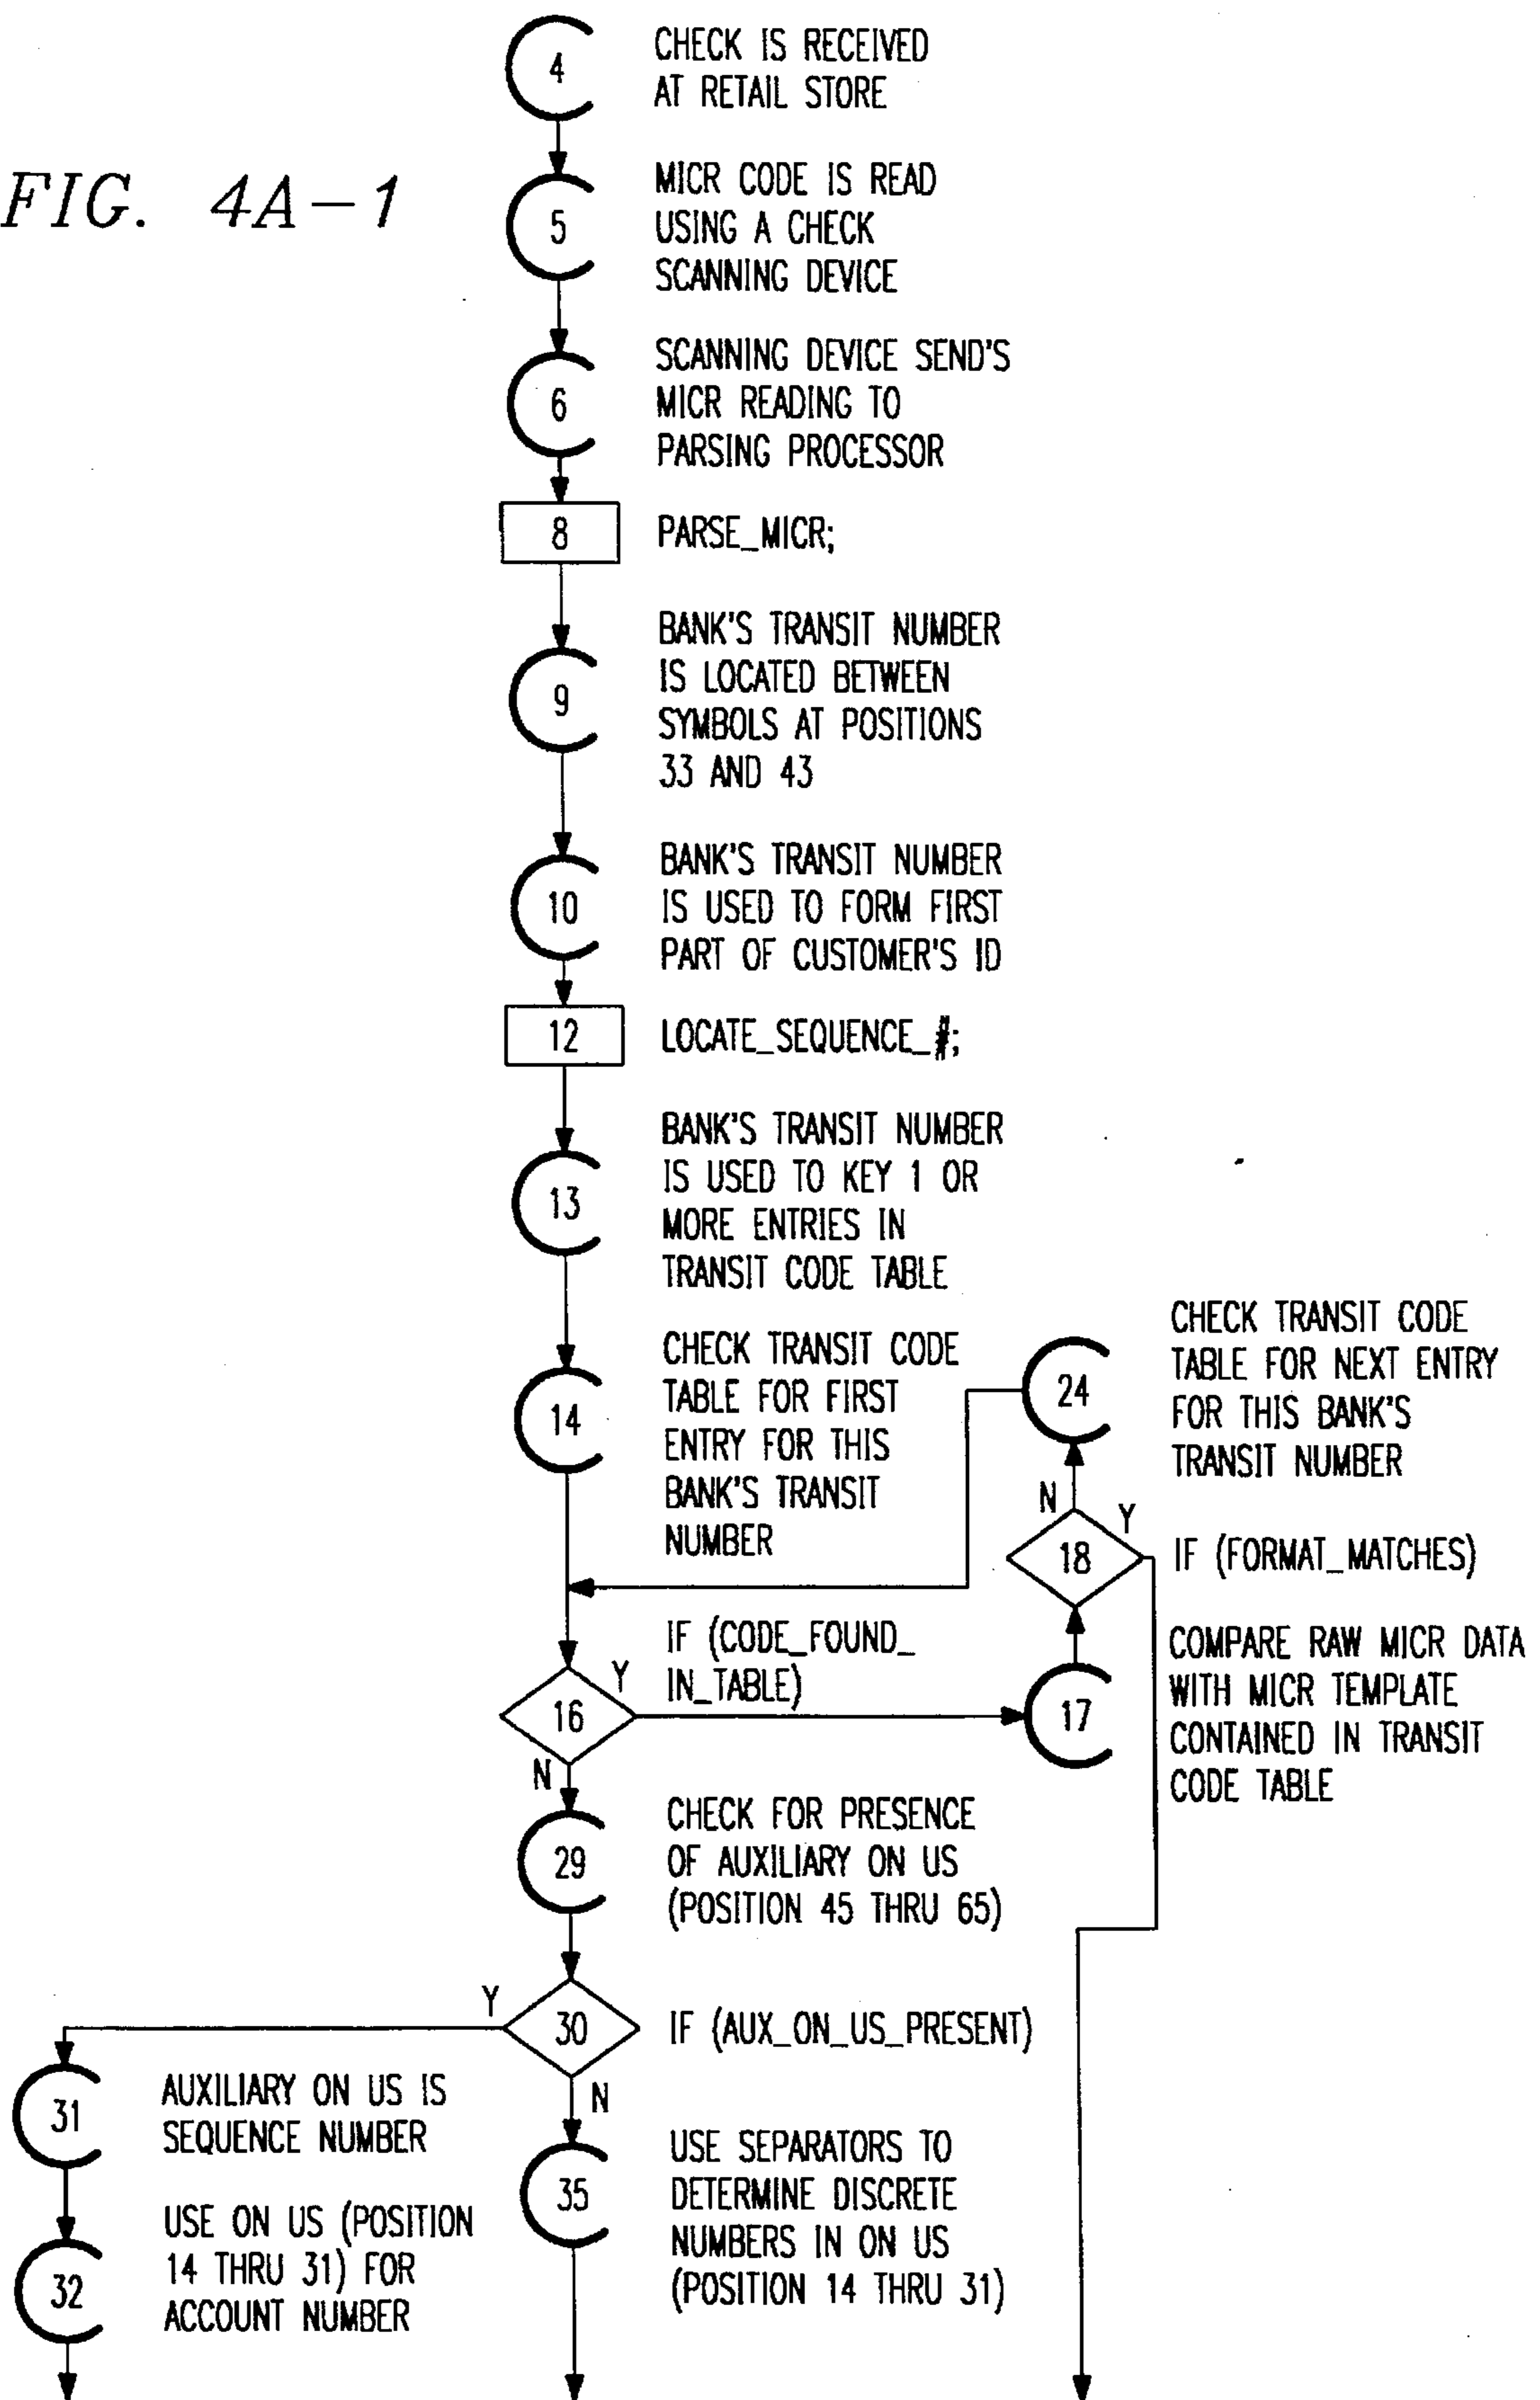 FIG. 4A-1
4
CHECK IS RECEIVED
AT RETAIL STORE
5
MICR CODE IS READ
USING A CHECK
SCANNING DEVICE
6
SCANNING DEVICE SEND'S
MICR READING TO
PARSING PROCESSOR
8
PARSE_MICR;
9
BANK'S TRANSIT NUMBER
IS LOCATED BETWEEN
SYMBOLS AT POSITIONS
33 AND 43
10
BANK'S TRANSIT NUMBER
IS USED TO FORM FIRST
PART OF CUSTOMER'S ID
12
LOCATE_SEQUENCE_#;
13
BANK'S TRANSIT NUMBER
IS USED TO KEY 1 OR
MORE ENTRIES IN
TRANSIT CODE TABLE
14
CHECK TRANSIT CODE
TABLE FOR FIRST
ENTRY FOR THIS
BANK'S TRANSIT
NUMBER
24
CHECK TRANSIT CODE
TABLE FOR NEXT ENTRY
FOR THIS BANK'S
TRANSIT NUMBER
N
Y
18
IF (FORMAT_MATCHES)
16
Y
IF (CODE_FOUND_
IN_TABLE)
17
COMPARE RAW MICR DATA
WITH MICR TEMPLATE
CONTAINED IN TRANSIT
CODE TABLE
N
29
CHECK FOR PRESENCE
OF AUXILIARY ON US
(POSITION 45 THRU 65)
Y
30
IF (AUX_ON_US_PRESENT)
N
31
AUXILIARY ON US IS
SEQUENCE NUMBER
32
USE ON US (POSITION
14 THRU 31) FOR
ACCOUNT NUMBER
35
USE SEPARATORS TO
DETERMINE DISCRETE
NUMBERS IN ON US
(POSITION 14 THRU 31)